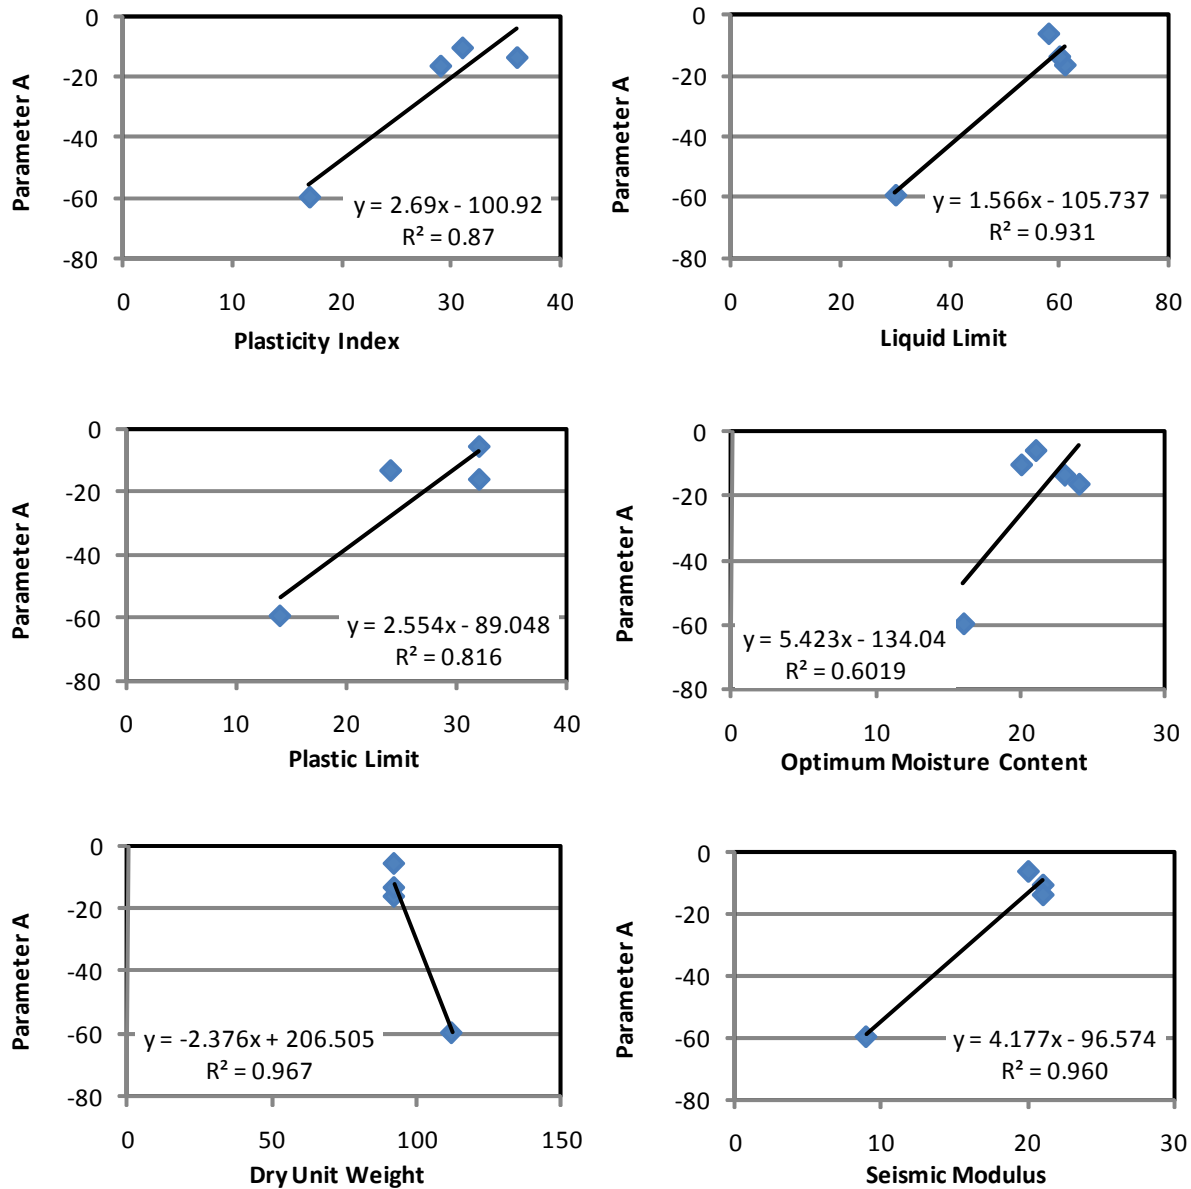 0
-20
-40
-60
-80
Parameter A
y = 2.69x - 100.92
R² = 0.87
0 10 20 30 40
Plasticity Index
0
-20
-40
-60
-80
Parameter A
y = 1.566x - 105.737
R² = 0.931
0 20 40 60 80
Liquid Limit
0
-20
-40
-60
-80
Parameter A
y = 2.554x - 89.048
R² = 0.816
0 10 20 30 40
Plastic Limit
0
-20
-40
-60
-80
Parameter A
y = 5.423x - 134.04
R² = 0.6019
0 10 20 30
Optimum Moisture Content
0
-20
-40
-60
-80
Parameter A
y = -2.376x + 206.505
R² = 0.967
0 50 100 150
Dry Unit Weight
0
-20
-40
-60
-80
Parameter A
y = 4.177x - 96.574
R² = 0.960
0 10 20 30
Seismic Modulus